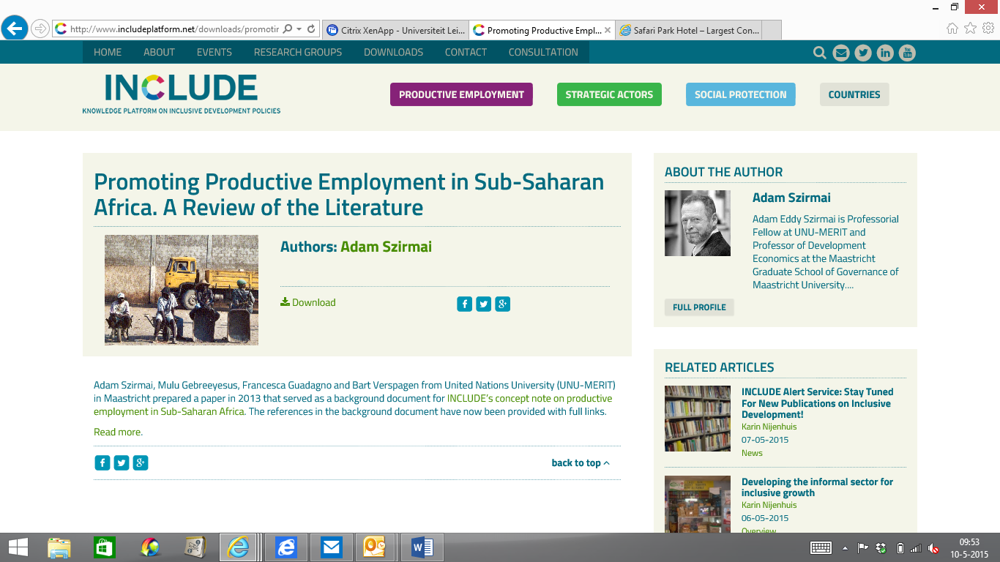 http://www.includeplatform.net/downloads/promotir
Citrix XenApp - Universiteit Lei...
Promoting Productive Empl...
Safari Park Hotel – Largest Con...
HOME ABOUT EVENTS RESEARCH GROUPS DOWNLOADS CONTACT CONSULTATION
INCLUDE
KNOWLEDGE PLATFORM ON INCLUSIVE DEVELOPMENT POLICIES
PRODUCTIVE EMPLOYMENT
STRATEGIC ACTORS
SOCIAL PROTECTION
COUNTRIES
Promoting Productive Employment in Sub-Saharan
Africa. A Review of the Literature
Authors: Adam Szirmai
Download
Adam Szirmai, Mulu Gebreeyesus, Francesca Guadagno and Bart Verspagen from United Nations University (UNU-MERIT)
in Maastricht prepared a paper in 2013 that served as a background document for INCLUDE's concept note on productive
employment in Sub-Saharan Africa. The references in the background document have now been provided with full links.
Read more.
back to top
ABOUT THE AUTHOR
Adam Szirmai
Adam Eddy Szirmai is Professorial
Fellow at UNU-MERIT and
Professor of Development
Economics at the Maastricht
Graduate School of Governance of
Maastricht University....
FULL PROFILE
RELATED ARTICLES
INCLUDE Alert Service: Stay Tuned
For New Publications on Inclusive
Development!
Karin Nijenhuis
07-05-2015
News
Developing the informal sector for
inclusive growth
Karin Nijenhuis
06-05-2015
Overview
09:53
10-5-2015